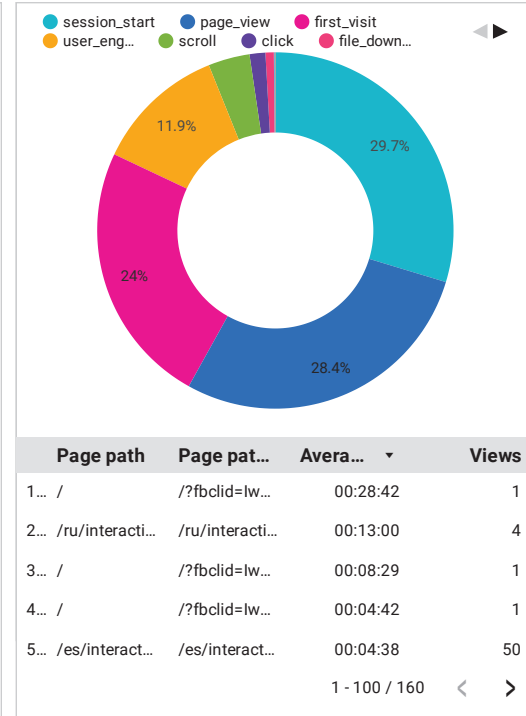 session_start page_view first_visit
user_eng... scroll click file_down...
29.7%
11.9%
24%
28.4%
Page path Page pat... Avera... Views
1... / /?fbclid=Iw... 00:28:42 1
2... /ru/interacti... /ru/interacti... 00:13:00 4
3... / /?fbclid=Iw... 00:08:29 1
4... / /?fbclid=Iw... 00:04:42 1
5... /es/interact... /es/interact... 00:04:38 50
1 - 100 / 160